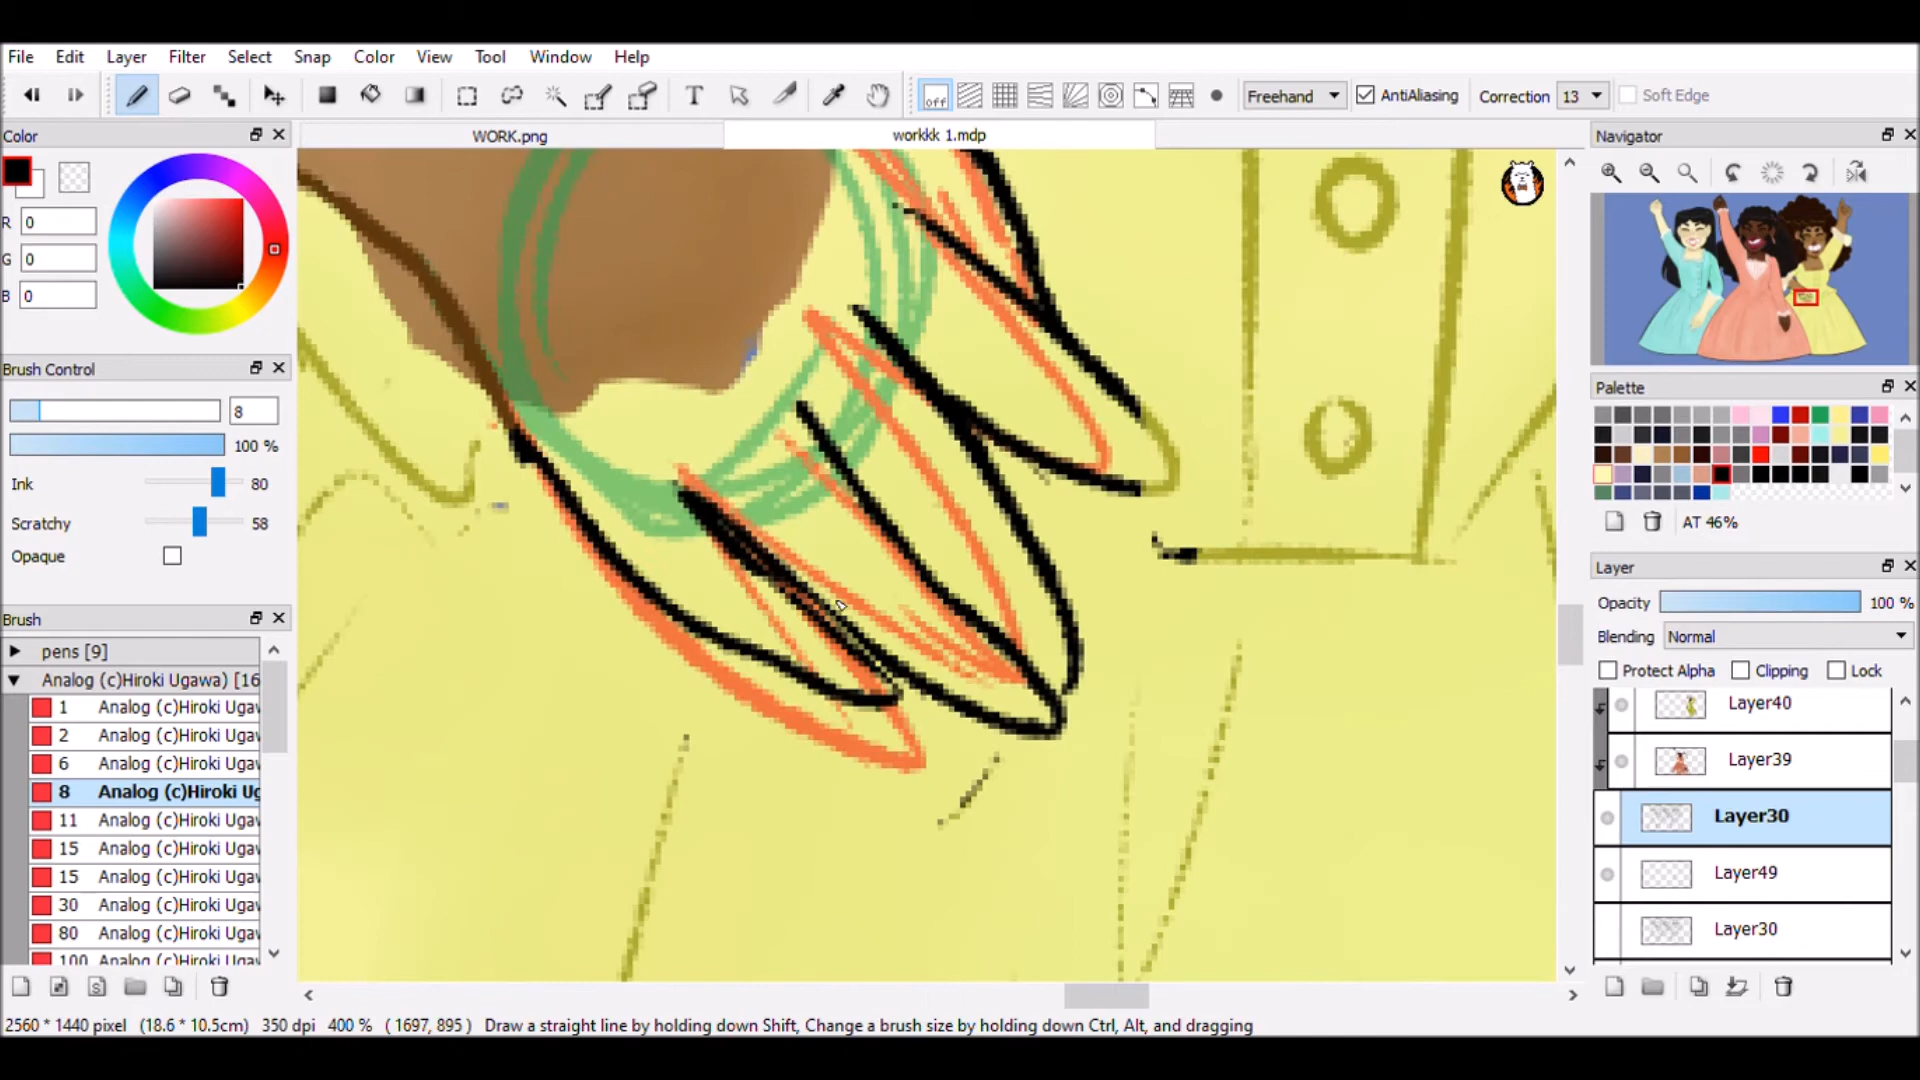 File Edit Layer Filter Select Snap Color View Tool Window Help
off Freehand AntiAliasing Correction 13 Soft Edge
Color
WORK.png
workkk 1.mdp
Navigator
R 0
G 0
B 0
Brush Control
8
100 %
Ink 80
Scratchy 58
Opaque
Palette
AT 46%
Layer
Opacity 100 %
Blending Normal
Protect Alpha Clipping Lock
Layer40
Layer39
Layer30
Layer49
Layer30
Brush
pens [9]
Analog (c)Hiroki Ugawa) [16
1 Analog (c)Hiroki Ugaw
2 Analog (c)Hiroki Ugaw
6 Analog (c)Hiroki Ugaw
8 Analog (c)Hiroki Ug
11 Analog (c)Hiroki Ugaw
15 Analog (c)Hiroki Ugaw
15 Analog (c)Hiroki Ugaw
30 Analog (c)Hiroki Ugaw
80 Analog (c)Hiroki Ugaw
100 Analog (c)Hiroki Ugaw
2560 * 1440 pixel (18.6 * 10.5cm) 350 dpi 400 % ( 1697, 895 ) Draw a straight line by holding down Shift, Change a brush size by holding down Ctrl, Alt, and dragging